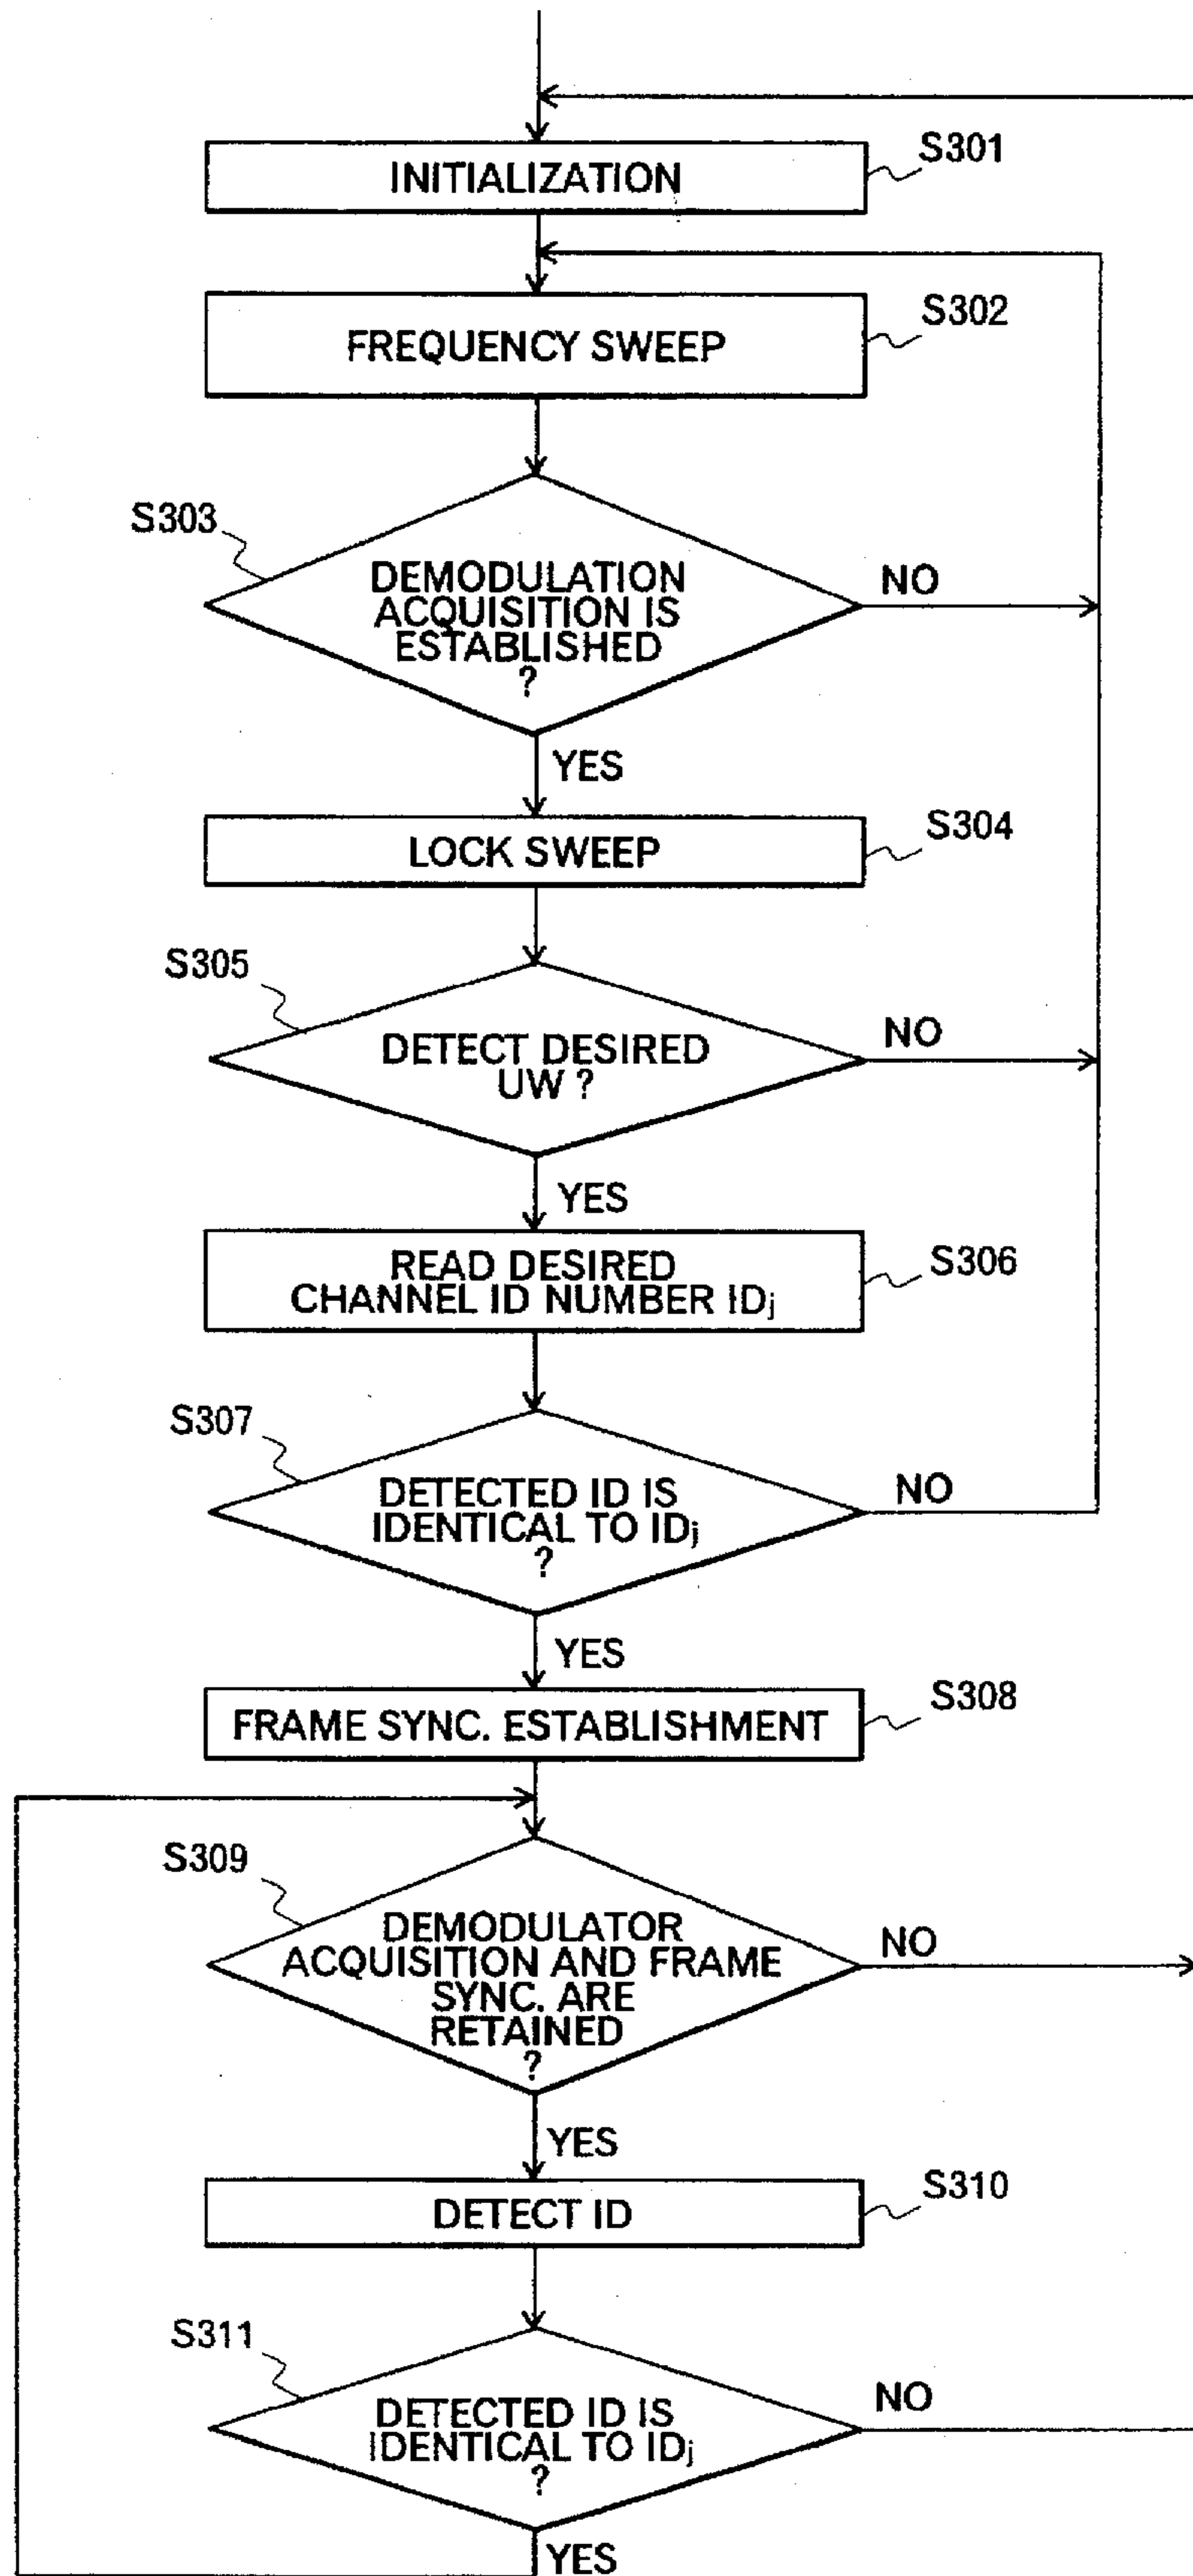 S301
INITIALIZATION
S302
FREQUENCY SWEEP
S303
DEMODULATION
ACQUISITION IS
ESTABLISHED
?
NO
YES
S304
LOCK SWEEP
S305
DETECT DESIRED
UW ?
NO
YES
S306
READ DESIRED
CHANNEL ID NUMBER IDj
S307
DETECTED ID IS
IDENTICAL TO IDj
?
NO
YES
S308
FRAME SYNC. ESTABLISHMENT
S309
DEMODULATOR
ACQUISITION AND FRAME
SYNC. ARE
RETAINED
?
NO
YES
S310
DETECT ID
S311
DETECTED ID IS
IDENTICAL TO IDj
?
NO
YES